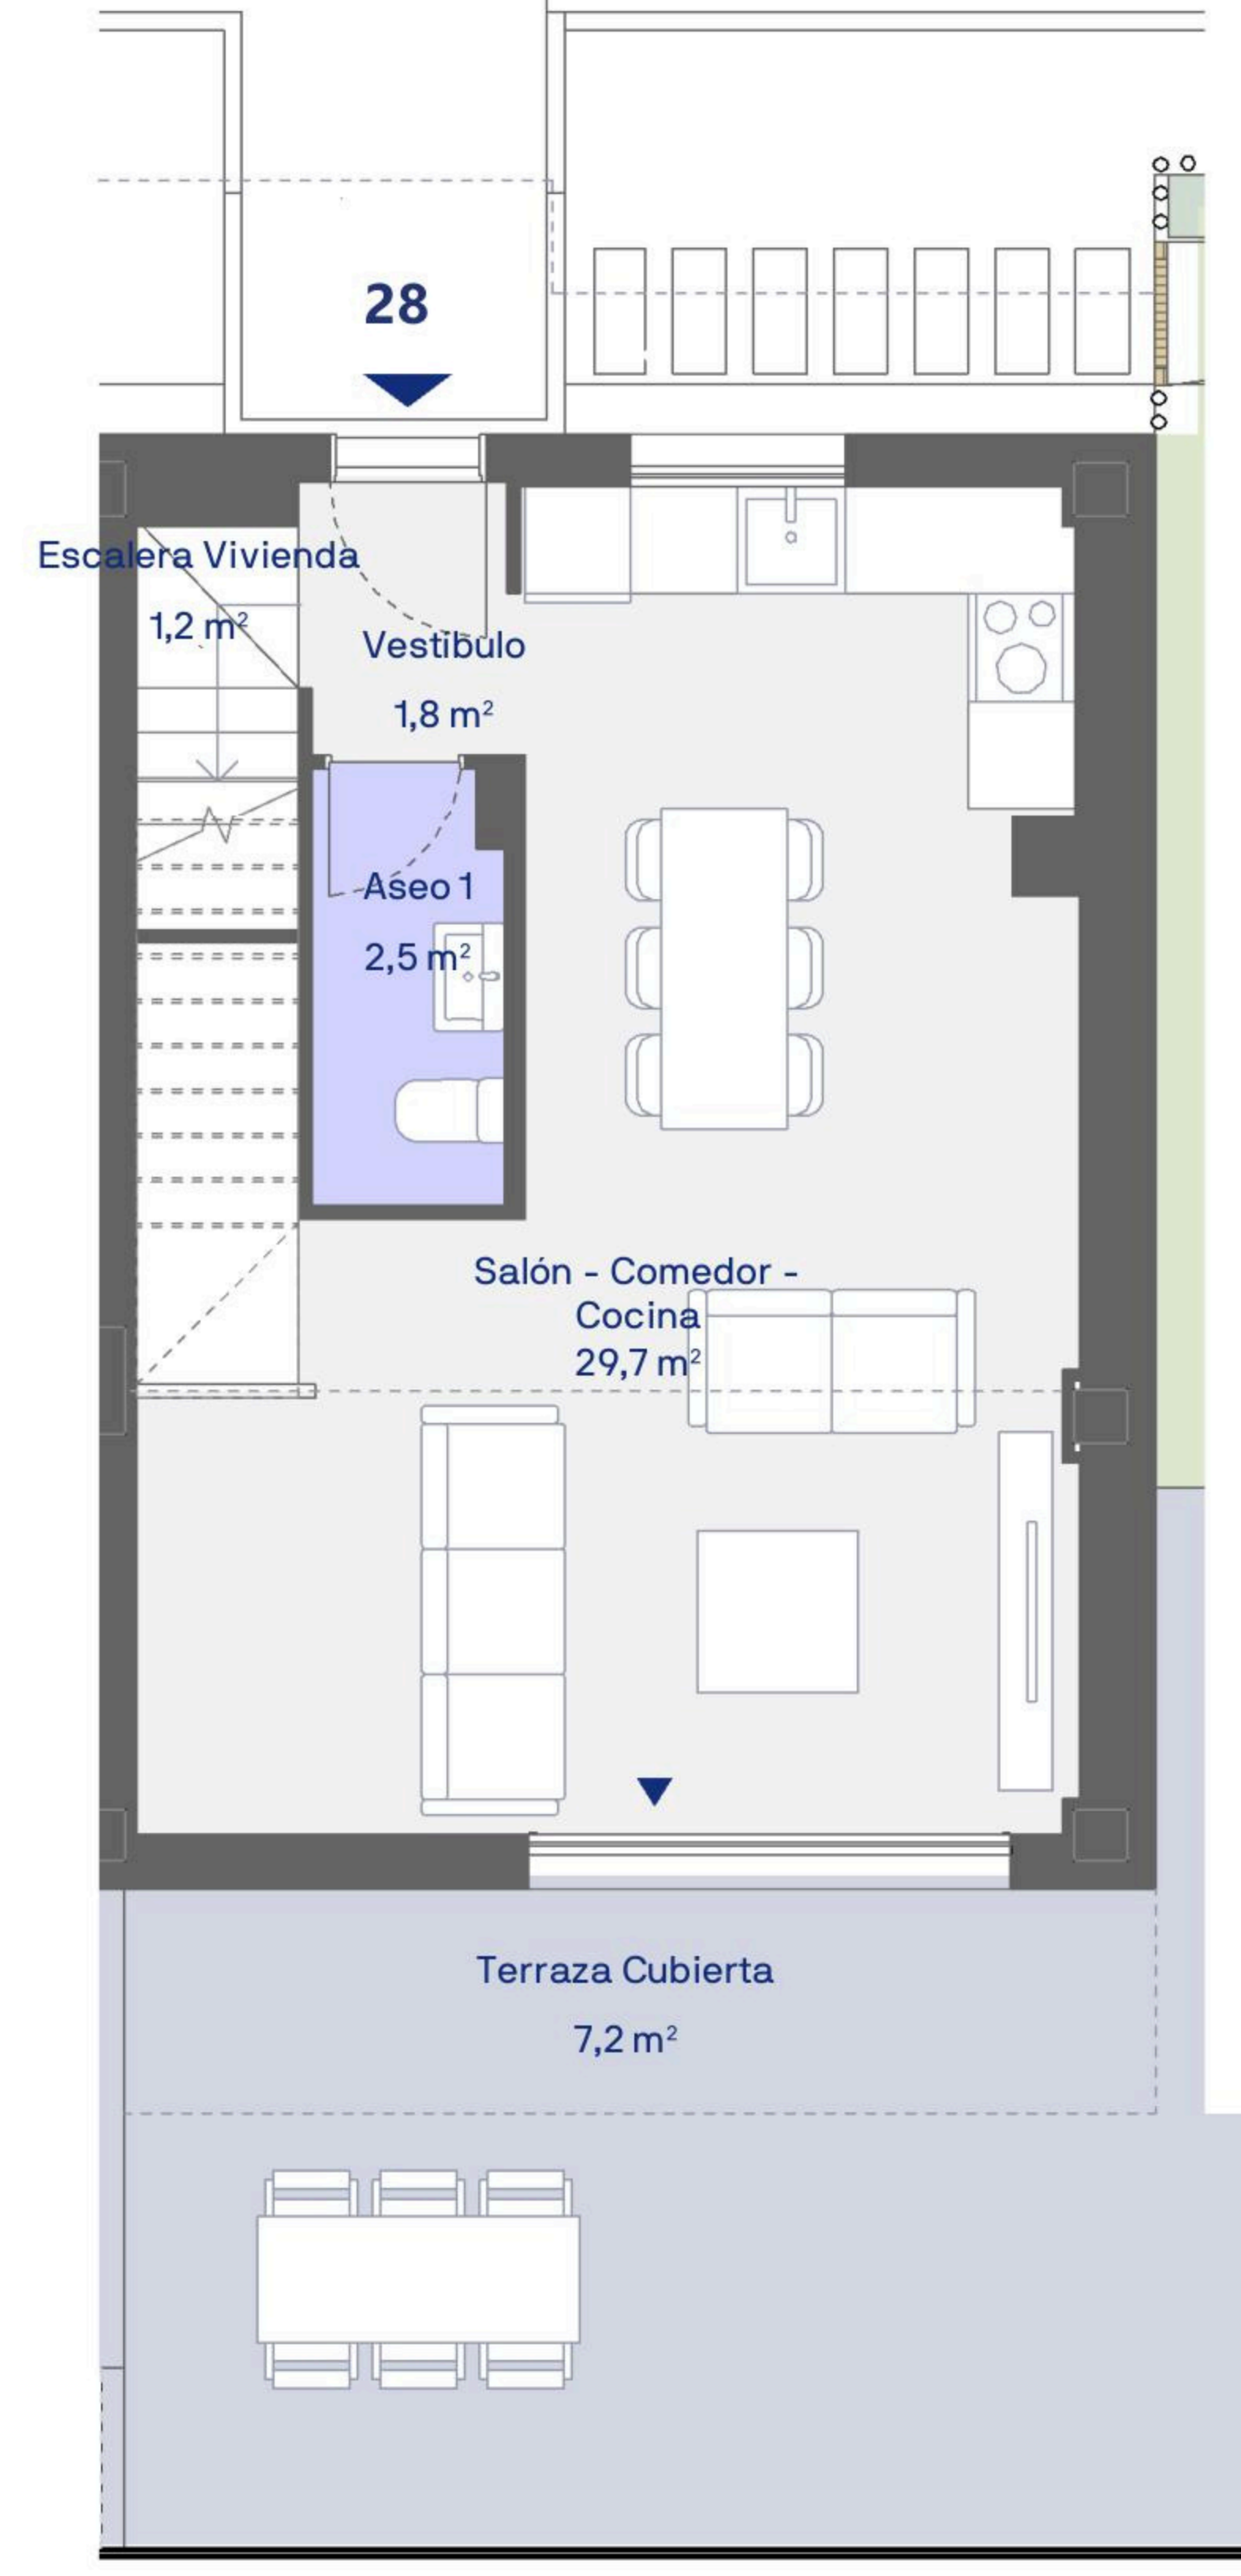 28
Escalera Vivienda
1,2 m²
Vestibulo
1,8 m²
Aseo 1
2,5 m²
Salón - Comedor -
Cocina
29,7 m²
Terraza Cubierta
7,2 m²